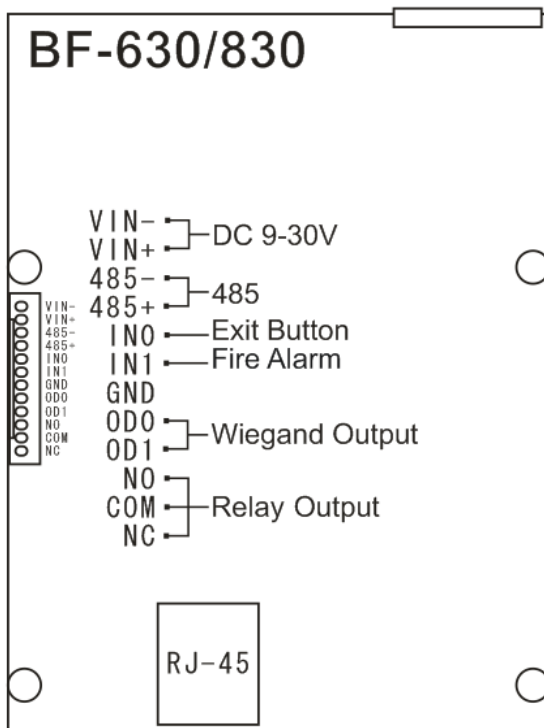 BF-630/830
VIN-
VIN+
DC 9-30V
485-
485+
485
IN0 Exit Button
IN1 Fire Alarm
GND
OD0
OD1
Wiegand Output
NO
COM Relay Output
NC
VIN-
VIN+
485-
485+
IN0
IN1
GND
OD0
OD1
NO
COM
NC
RJ-45